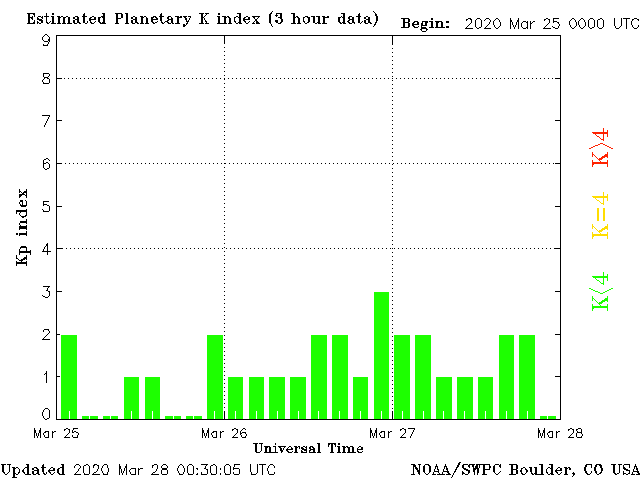 Estimated Planetary K index (3 hour data) Begin: 2020 Mar 25 0000 UTC
9
8
7
6
5
4
3
2
1
0
Kp index
K>4
K=4
K<4
Mar 25 Mar 26 Mar 27 Mar 28
Universal Time
Updated 2020 Mar 28 00:30:05 UTC NOAA/SWPC Boulder, CO USA